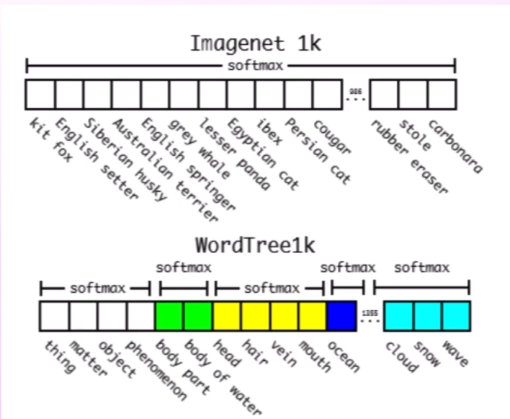 Imagenet 1k
softmax
986
...
kit fox
English setter
Siberian husky
Australian terrier
English springer
grey whale
lesser panda
Egyptian cat
ibex
Persian cat
cougar
rubber eraser
stole
carbonara
WordTree1k
softmax softmax
softmax softmax softmax
1355
...
thing
matter
object
phenomenon
body part
body of water
head
hair
vein
mouth
ocean
cloud
snow
wave